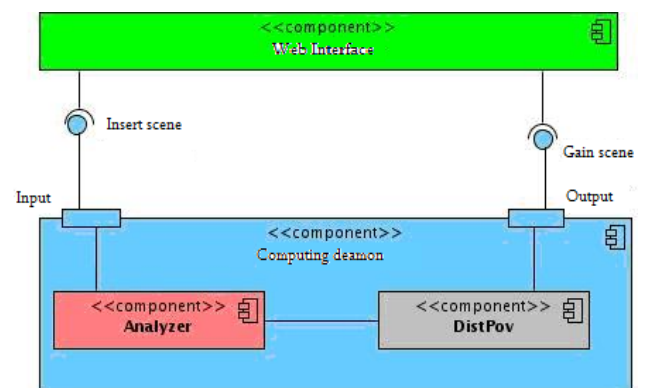 <<component>>
Web Interface
Insert scene
Gain scene
Input
Output
<<component>>
Computing deamon
<<component>>
Analyzer
<<component>>
DistPov